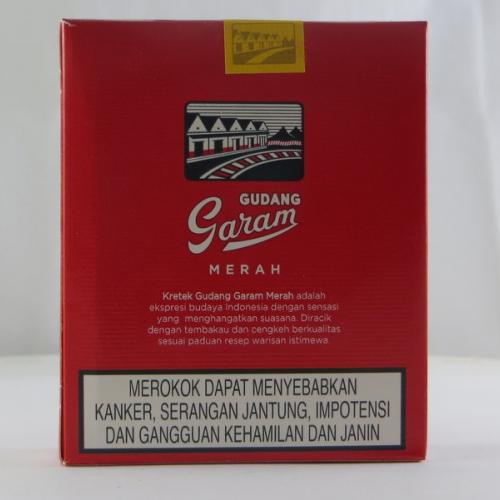 GUDANG
Garam
MERAH
Kretek Gudang Garam Merah adalah
ekspresi budaya Indonesia dengan sensasi
yang menghangatkan suasana. Diracik
dengan tembakau dan cengkeh berkualitas
sesuai paduan resep warisan istimewa.
MEROKOK DAPAT MENYEBABKAN
KANKER, SERANGAN JANTUNG, IMPOTENSI
DAN GANGGUAN KEHAMILAN DAN JANIN